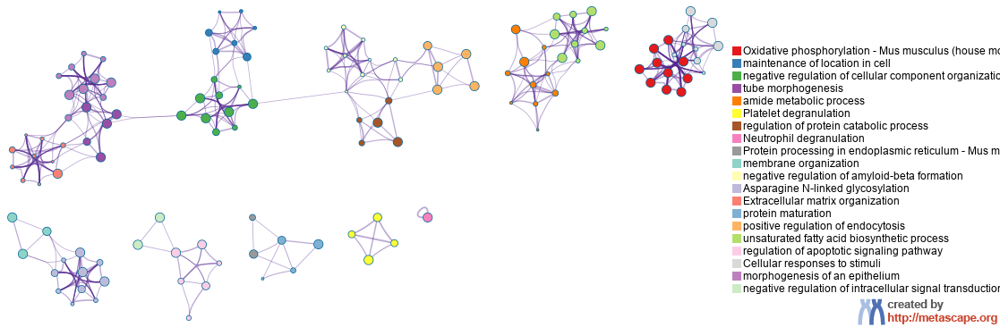 Oxidative phosphorylation - Mus musculus (house mo
maintenance of location in cell
negative regulation of cellular component organizatio
tube morphogenesis
amide metabolic process
Platelet degranulation
regulation of protein catabolic process
Neutrophil degranulation
Protein processing in endoplasmic reticulum - Mus m
membrane organization
negative regulation of amyloid-beta formation
Asparagine N-linked glycosylation
Extracellular matrix organization
protein maturation
positive regulation of endocytosis
unsaturated fatty acid biosynthetic process
regulation of apoptotic signaling pathway
Cellular responses to stimuli
morphogenesis of an epithelium
negative regulation of intracellular signal transduction
created by
http://metascape.org